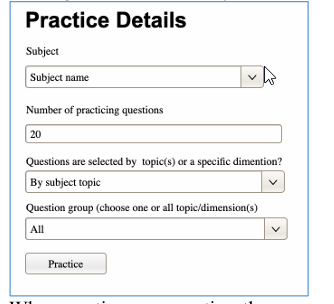 Practice Details
Subject
Subject name
Number of practicing questions
20
Questions are selected by topic(s) or a specific dimention?
By subject topic
Question group (choose one or all topic/dimension(s)
All
Practice